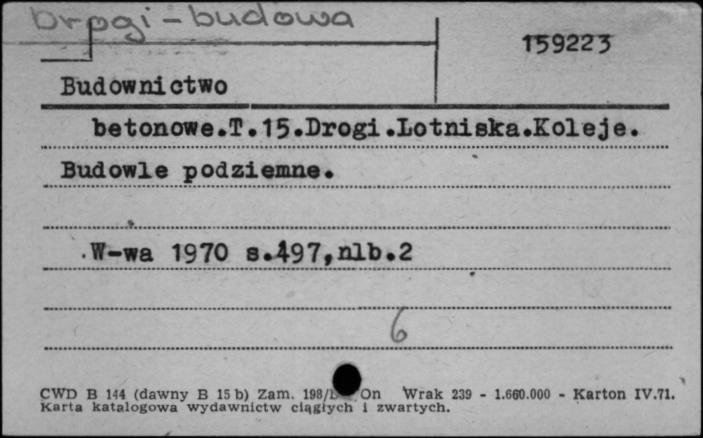 Drogi-budowa
159223
Budownictwo
betonowe.T.15.Drogi.Lotniska.Koleje.
Budowle podziemne.
W-wa 1970 s.497,nlb.2
6
CWD B 144 (dawny B 15 b) Zam. 198/ On Wrak 239 - 1.660.000 - Karton IV.71.
Karta katalogowa wydawnictw ciągłych i zwartych.